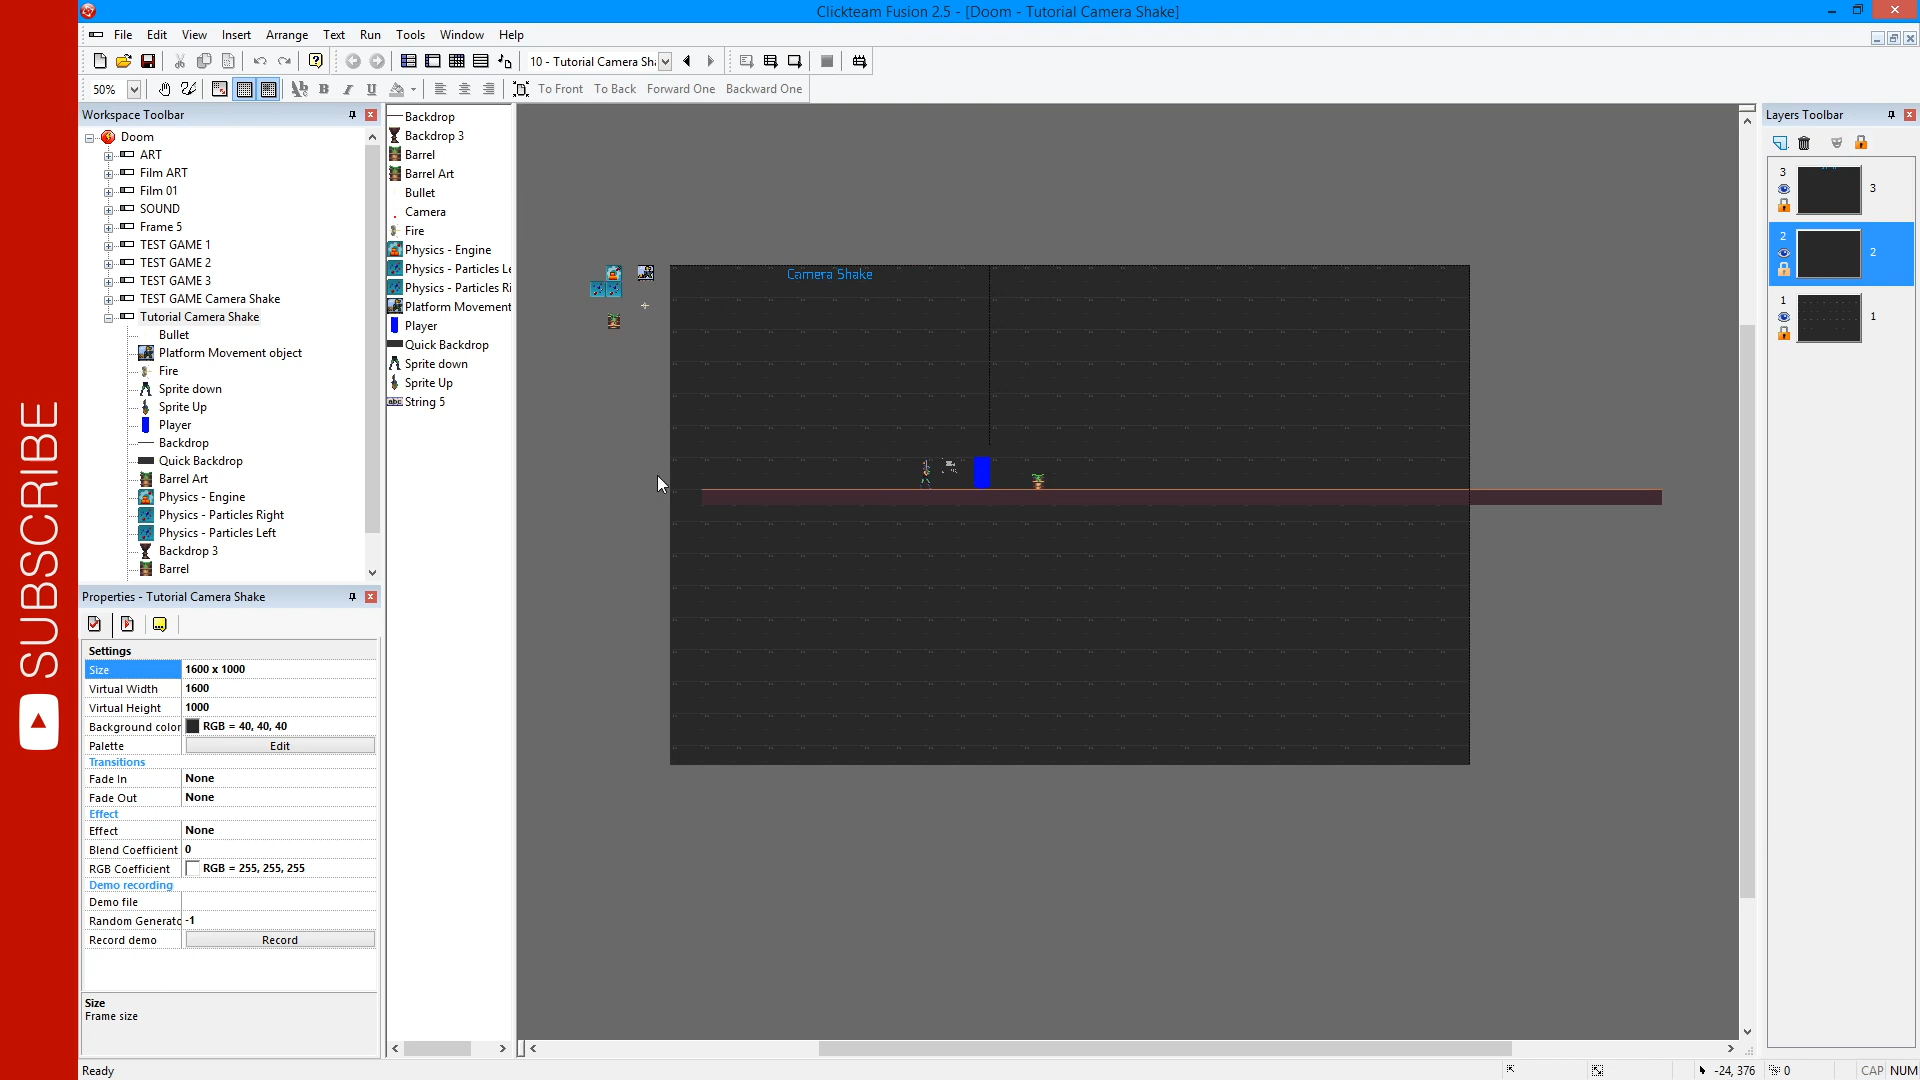 Clickteam Fusion 2.5 - [Doom - Tutorial Camera Shake]
File Edit View Insert Arrange Text Run Tools Window Help
10 - Tutorial Camera Sha
50%
To Front To Back Forward One Backward One
Workspace Toolbar
Doom
ART
Film ART
Film 01
SOUND
Frame 5
TEST GAME 1
TEST GAME 2
TEST GAME 3
TEST GAME Camera Shake
Tutorial Camera Shake
Bullet
Platform Movement object
Fire
Sprite down
Sprite Up
Player
Backdrop
Quick Backdrop
Barrel Art
Physics - Engine
Physics - Particles Right
Physics - Particles Left
Backdrop 3
Barrel
Properties - Tutorial Camera Shake
Settings
Size 1600 x 1000
Virtual Width 1600
Virtual Height 1000
Background color RGB = 40, 40, 40
Palette Edit
Transitions
Fade In None
Fade Out None
Effect
Effect None
Blend Coefficient 0
RGB Coefficient RGB = 255, 255, 255
Demo recording
Demo file
Random Generato -1
Record demo Record
Size
Frame size
Backdrop
Backdrop 3
Barrel
Barrel Art
Bullet
Camera
Fire
Physics - Engine
Physics - Particles Le
Physics - Particles Ri
Platform Movement
Player
Quick Backdrop
Sprite down
Sprite Up
abc String 5
Camera Shake
Layers Toolbar
3 3
2 2
1 1
Ready
-24, 376 0 CAP NUM
SUBSCRIBE